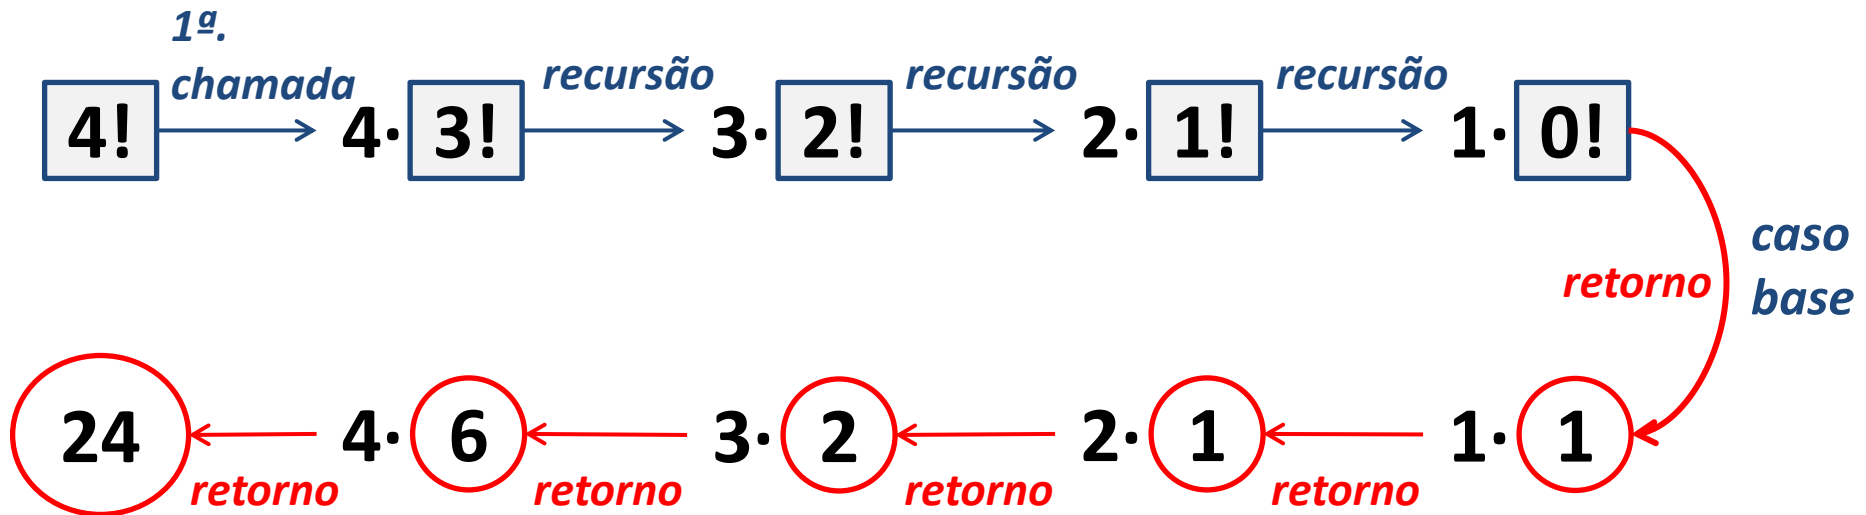 1ª.
chamada recursão recursão recursão
4! 4· 3! 3· 2! 2· 1! 1· 0!
caso
base
retorno
24 4· 6 3· 2 2· 1 1· 1
retorno retorno retorno retorno